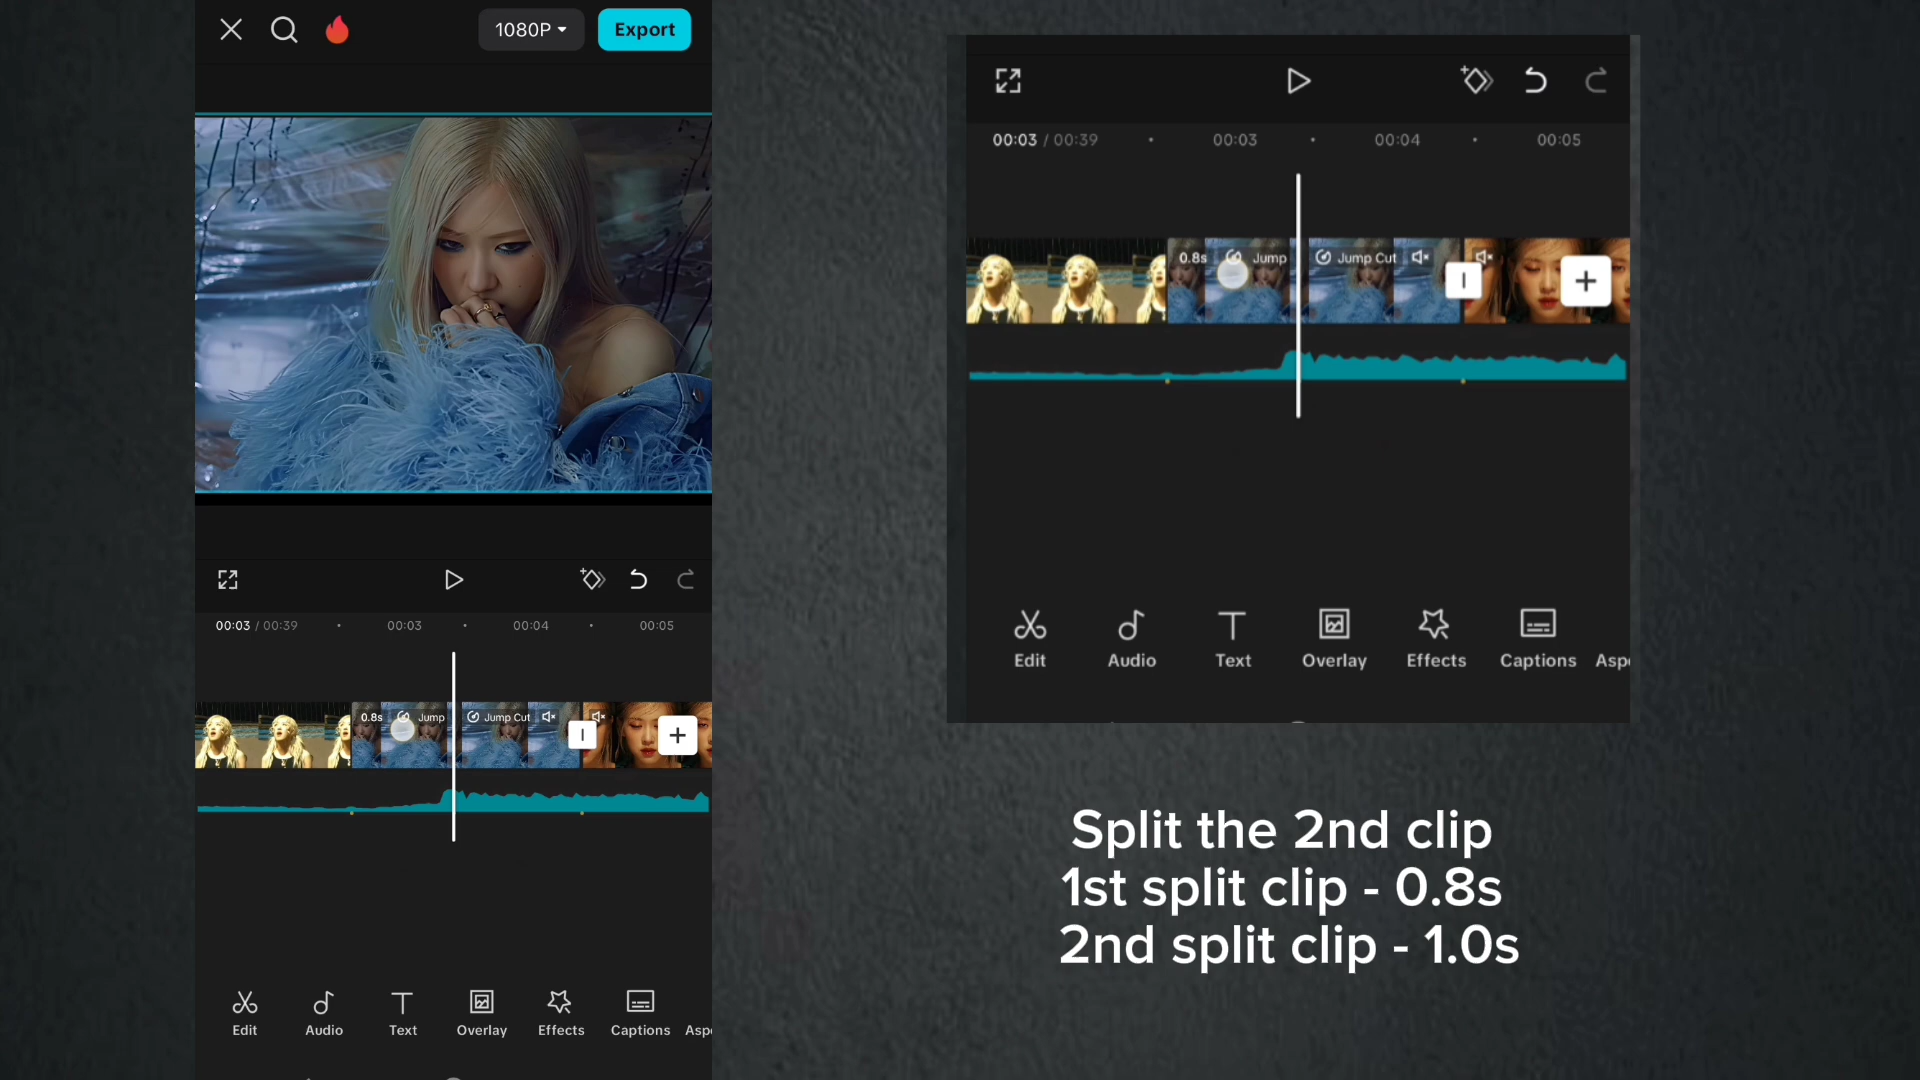 1080P
Export
00:03 / 00:39
00:03
00:04
00:05
0.8s
Jump
Jump Cut
Edit
Audio
Text
Overlay
Effects
Captions
Asp
00:03 / 00:39
00:03
00:04
00:05
0.8s
Jump
Jump Cut
Edit
Audio
Text
Overlay
Effects
Captions
Asp
Split the 2nd clip
1st split clip - 0.8s
2nd split clip - 1.0s